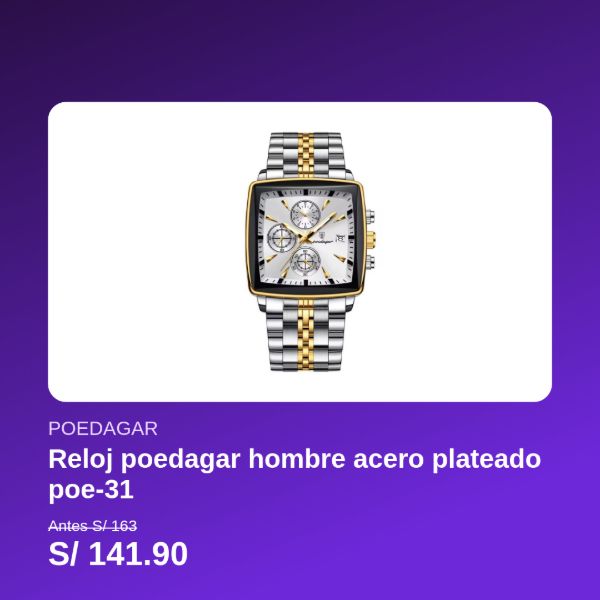 POEDAGAR
Reloj poedagar hombre acero plateado
poe-31
Antes S/ 163
S/ 141.90